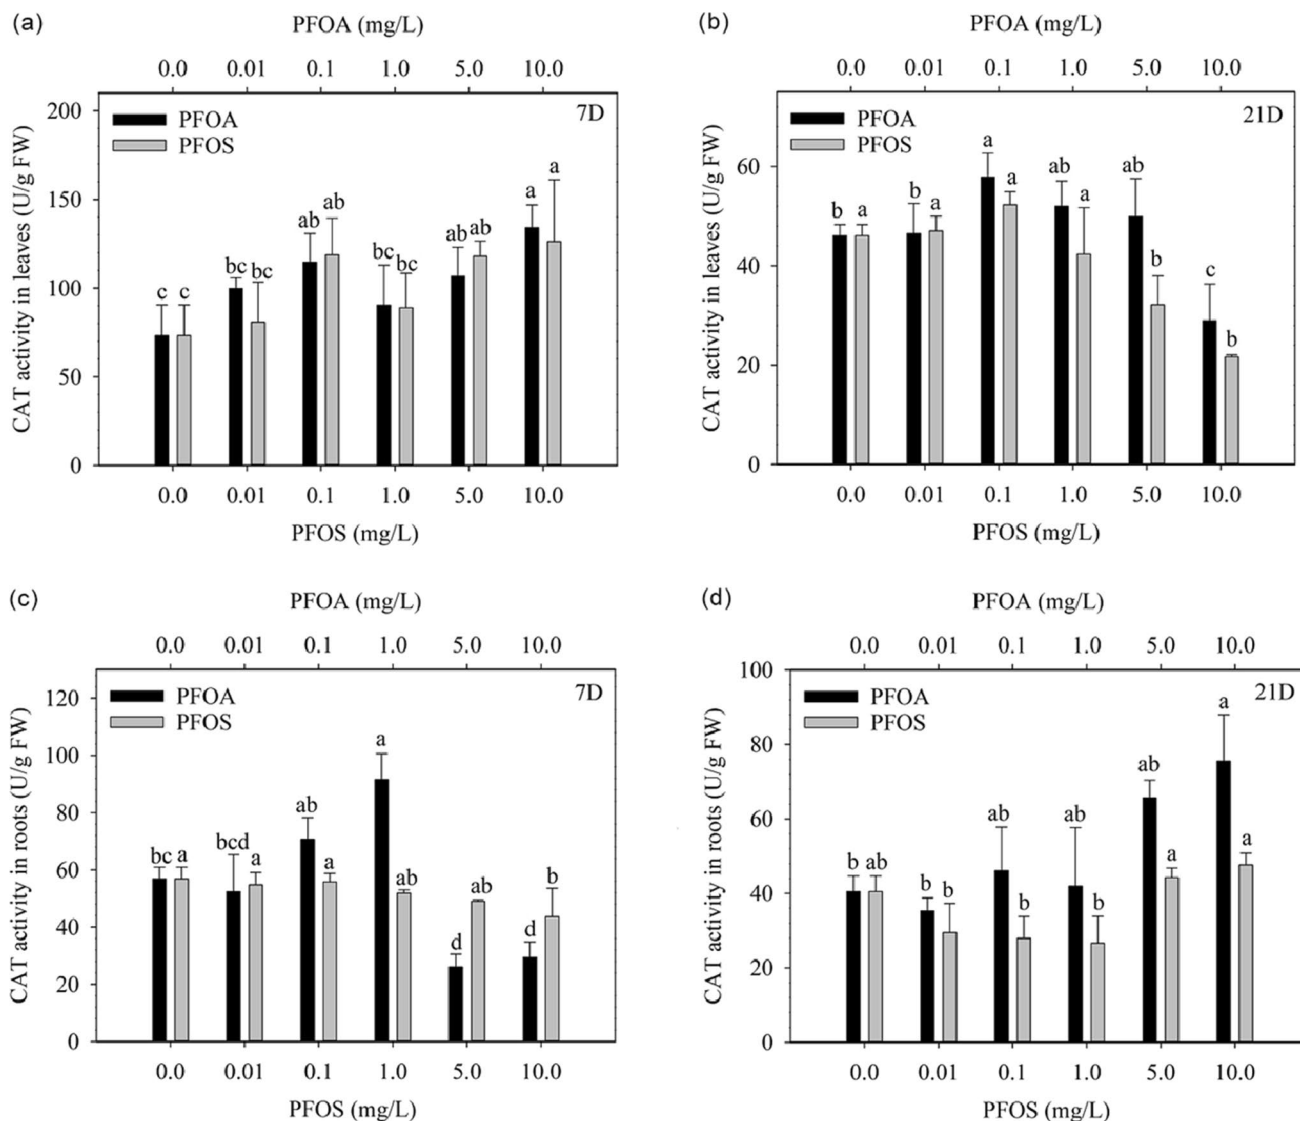 (a)
PFOA (mg/L)
0.0 0.01 0.1 1.0 5.0 10.0
CAT activity in leaves (U/g FW)
200
150
100
50
0
PFOA
PFOS
7D
c c bc bc ab ab bc bc ab ab a a
0.0 0.01 0.1 1.0 5.0 10.0
PFOS (mg/L)
(b)
PFOA (mg/L)
0.0 0.01 0.1 1.0 5.0 10.0
CAT activity in leaves (U/g FW)
60
40
20
0
PFOA
PFOS
21D
b a b a a a ab a ab b c b
0.0 0.01 0.1 1.0 5.0 10.0
PFOS (mg/L)
(c)
PFOA (mg/L)
0.0 0.01 0.1 1.0 5.0 10.0
CAT activity in roots (U/g FW)
120
100
80
60
40
20
0
PFOA
PFOS
7D
bc a bcd a ab a a ab d ab d b
0.0 0.01 0.1 1.0 5.0 10.0
PFOS (mg/L)
(d)
PFOA (mg/L)
0.0 0.01 0.1 1.0 5.0 10.0
CAT activity in roots (U/g FW)
100
80
60
40
20
0
PFOA
PFOS
21D
b ab b b ab b ab b ab a a a
0.0 0.01 0.1 1.0 5.0 10.0
PFOS (mg/L)